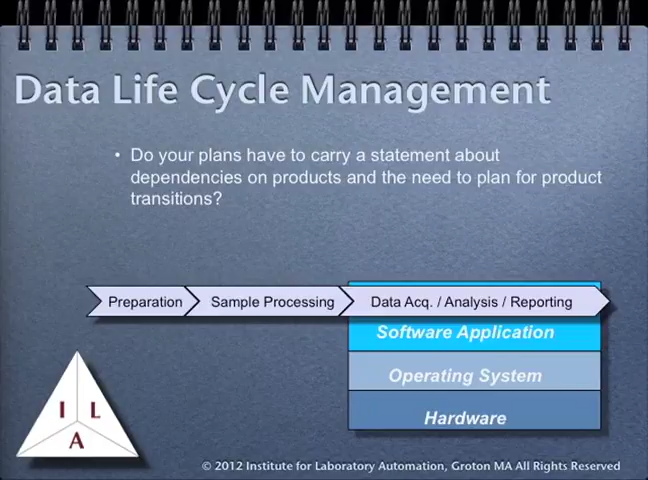 Data Life Cycle Management
• Do your plans have to carry a statement about
dependencies on products and the need to plan for product
transitions?
Preparation
Sample Processing
Data Acq. / Analysis / Reporting
Software Application
Operating System
Hardware
I L
A
© 2012 Institute for Laboratory Automation, Groton MA All Rights Reserved